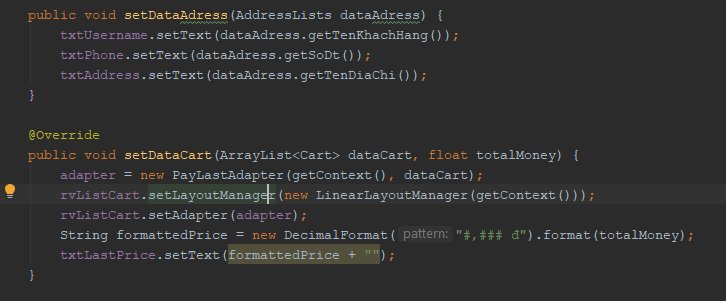 public void setDataAdress(AddressLists dataAdress) {
txtUsername.setText(dataAdress.getTenKhachHang());
txtPhone.setText(dataAdress.getSoDt());
txtAddress.setText(dataAdress.getTenDiaChi());
}
@Override
public void setDataCart(ArrayList<Cart> dataCart, float totalMoney) {
adapter = new PayLastAdapter(getContext(), dataCart);
rvListCart.setLayoutManager(new LinearLayoutManager(getContext()));
rvListCart.setAdapter(adapter);
String formattedPrice = new DecimalFormat( pattern: "#,### đ").format(totalMoney);
txtLastPrice.setText(formattedPrice + "");
}